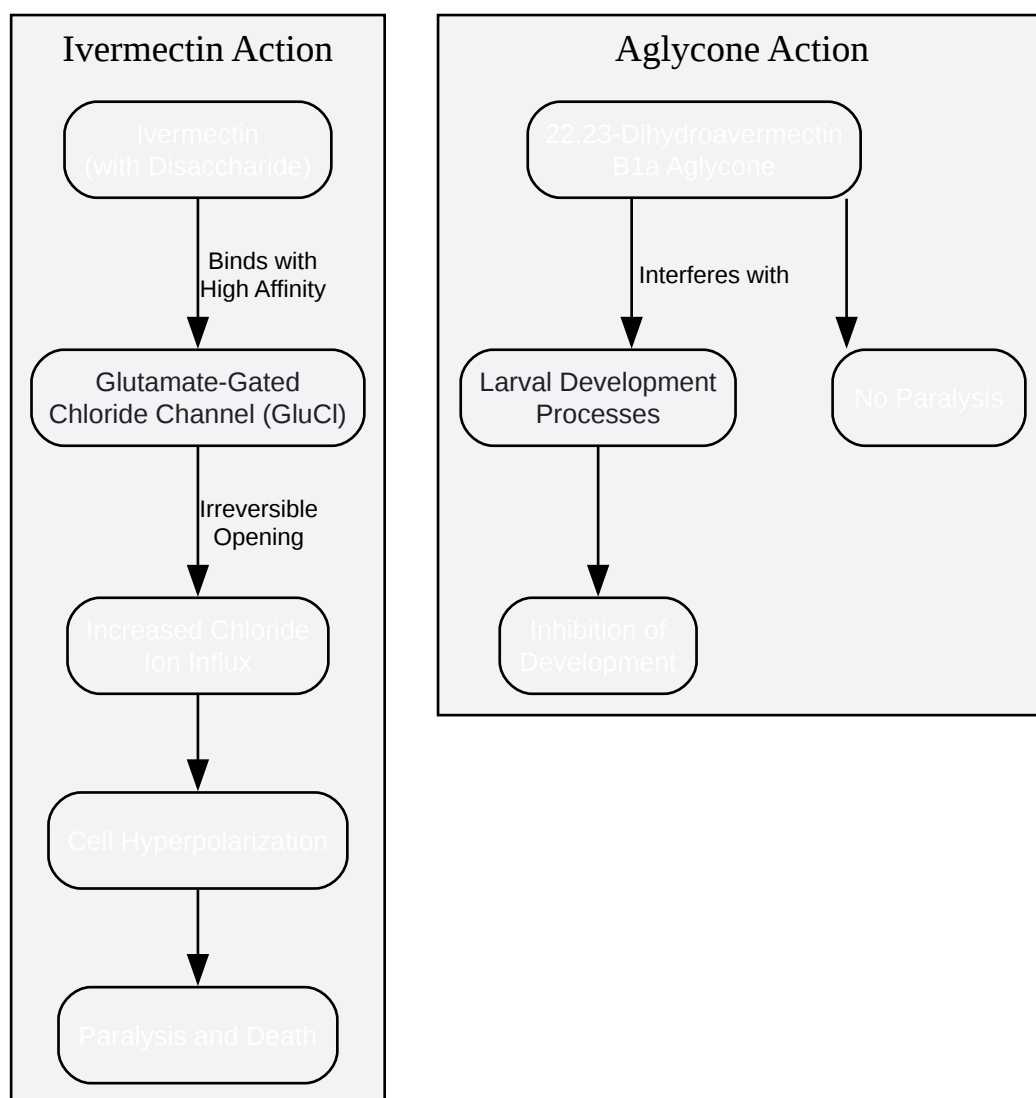 Ivermectin Action
Ivermectin
(with Disaccharide)
Binds with
High Affinity
Glutamate-Gated
Chloride Channel (GluCl)
Irreversible
Opening
Increased Chloride
Ion Influx
Cell Hyperpolarization
Paralysis and Death
Aglycone Action
22,23-Dihydroavermectin
B1a Aglycone
Interferes with
Larval Development
Processes
No Paralysis
Inhibition of
Development